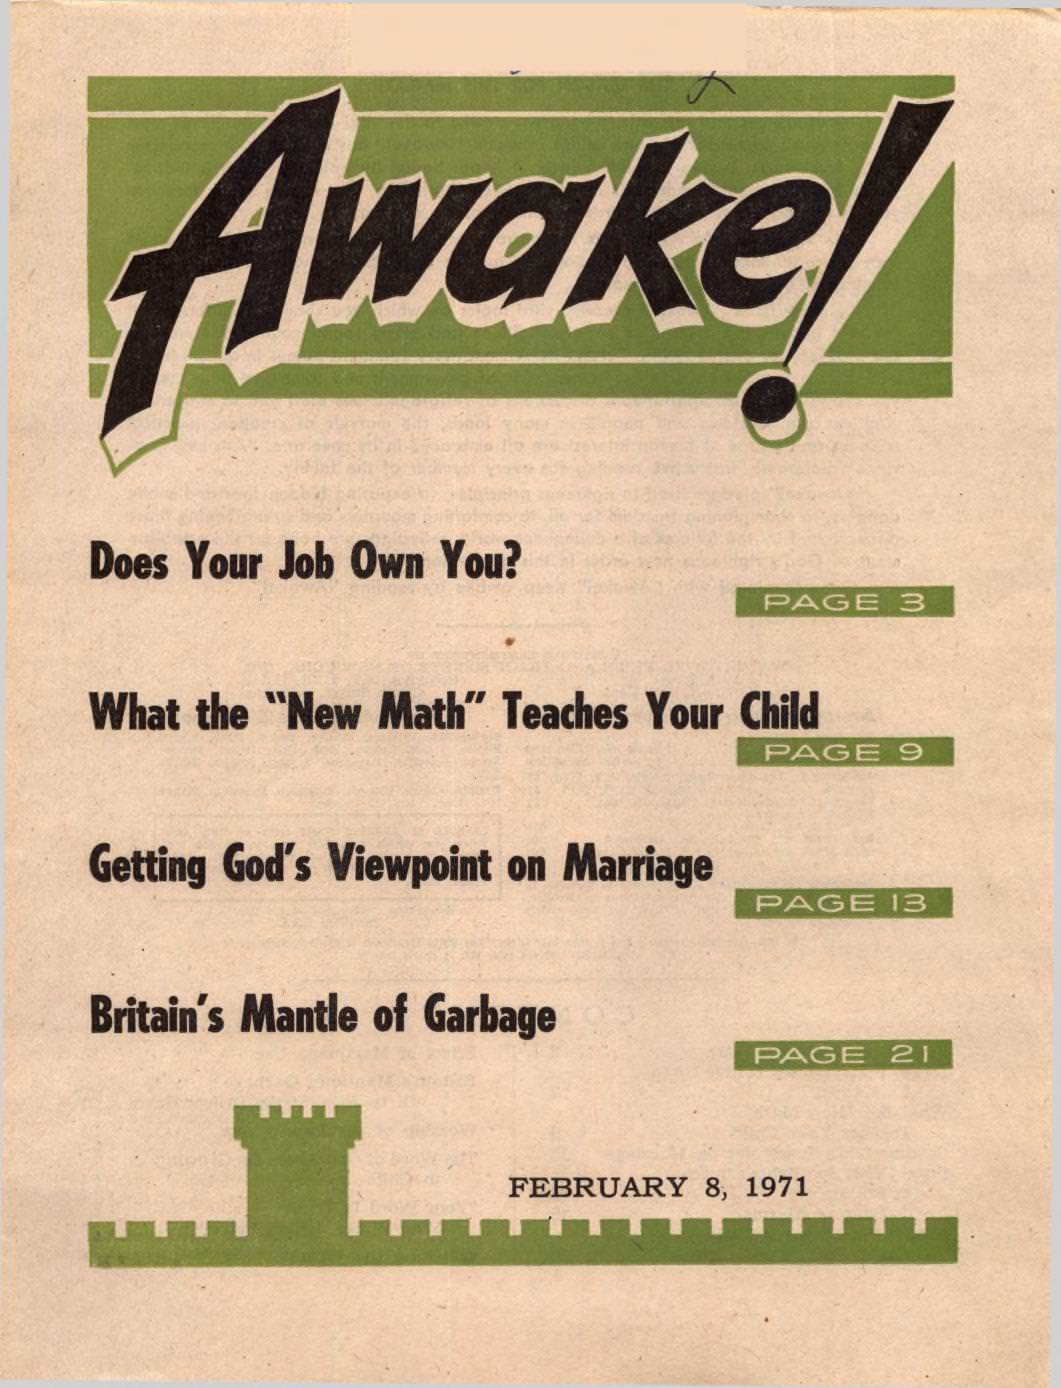 Awake!
Does Your Job Own You?
PAGE 3
What the "New Math" Teaches Your Child
PAGE 9
Getting God's Viewpoint on Marriage
PAGE 13
Britain's Mantle of Garbage
PAGE 21
FEBRUARY 8, 1971